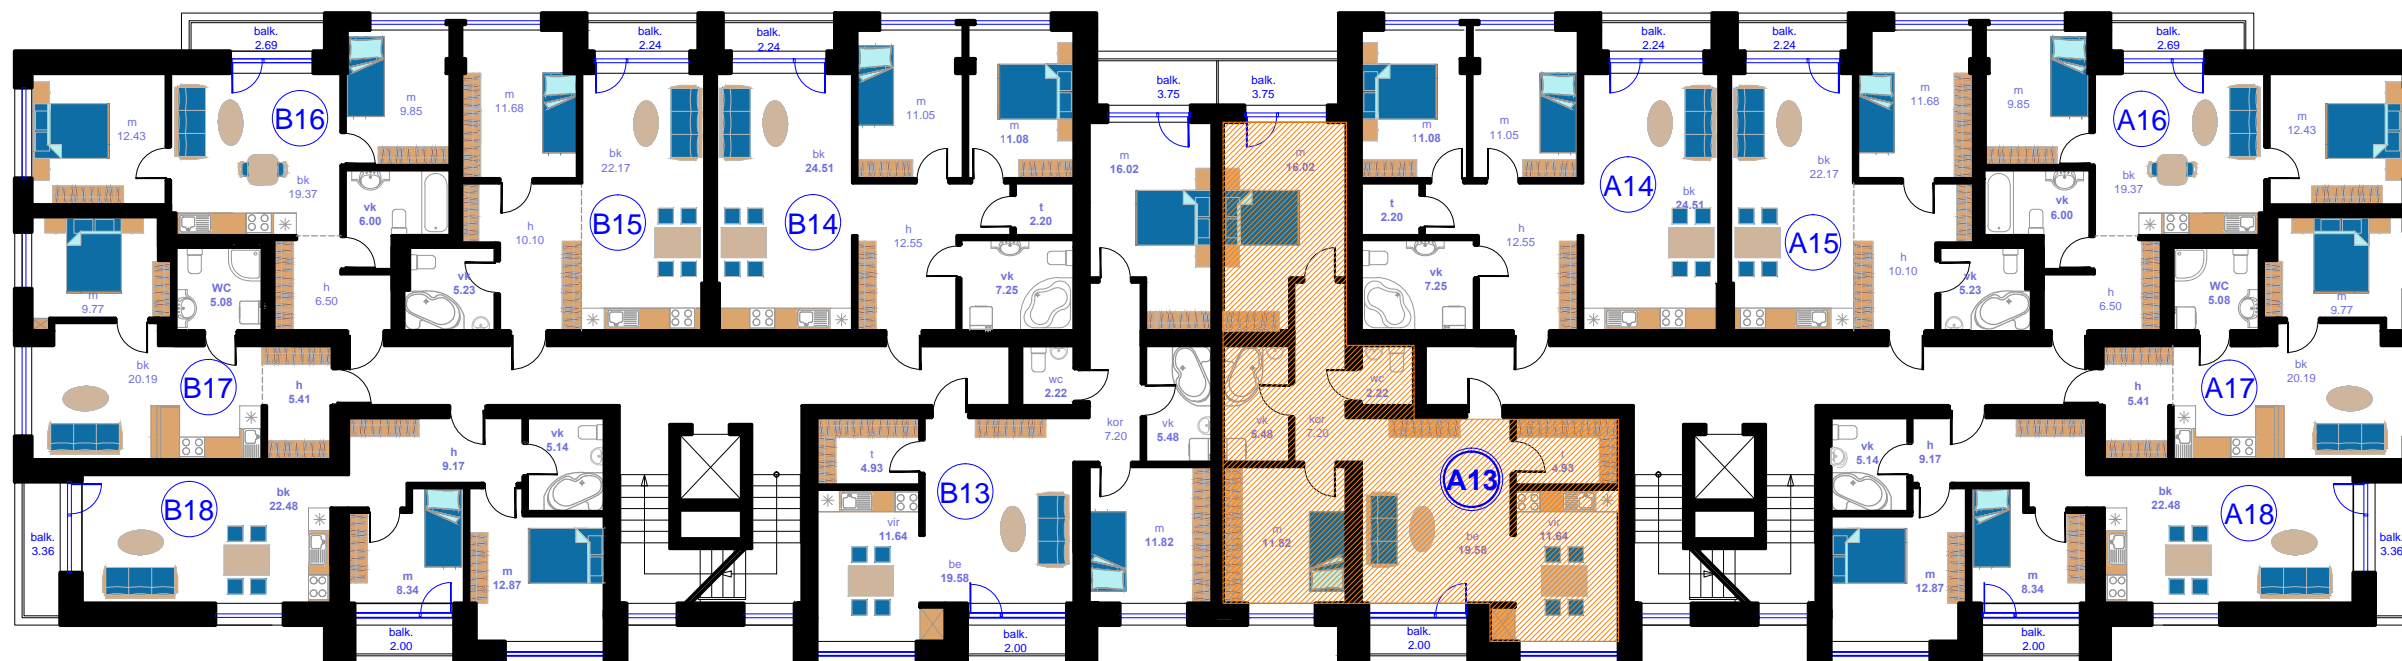 balk.
2.69
balk.
2.24
balk.
2.24
balk.
3.75
balk.
3.75
balk.
2.24
balk.
2.24
balk.
2.69
m
12.43
B16
bk
19.37
m
9.85
m
11.68
bk
22.17
B15
bk
24.51
B14
m
11.05
m
11.08
m
16.02
m
16.02
m
11.08
m
11.05
A14
bk
24.51
bk
22.17
A15
m
11.68
m
9.85
A16
bk
19.37
m
12.43
vk
6.00
h
10.10
h
12.55
t
2.20
t
2.20
h
12.55
h
10.10
vk
6.00
m
9.77
WC
5.08
h
6.50
vk
5.23
vk
7.25
vk
7.25
vk
5.23
h
6.50
WC
5.08
m
9.77
bk
20.19
B17
h
5.41
wc
2.22
wc
2.22
h
5.41
A17
bk
20.19
h
9.17
vk
5.14
t
4.93
kor
7.20
vk
5.48
vk
5.48
kor
7.20
t
4.93
vk
5.14
h
9.17
B18
bk
22.48
B13
A13
bk
22.48
A18
balk.
3.36
m
8.34
m
12.87
vir
11.64
be
19.58
m
11.82
m
11.82
be
19.58
vir
11.64
m
12.87
m
8.34
balk.
3.36
balk.
2.00
balk.
2.00
balk.
2.00
balk.
2.00